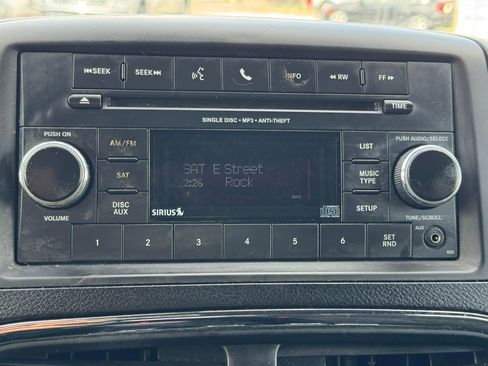 SEEK SEEK INFO RW FF
TIME
SINGLE DISC • MP3 • ANTI-THEFT
PUSH ON
PUSH AUDIO/SELECT
AM/FM
LIST
SAT E Street
2:26 Rock
SAT
MUSIC TYPE
INFO
DISC AUX
SETUP
VOLUME
SIRIUS
TUNE/SCROLL
1 2 3 4 5 6 SET RND
AUX
RES